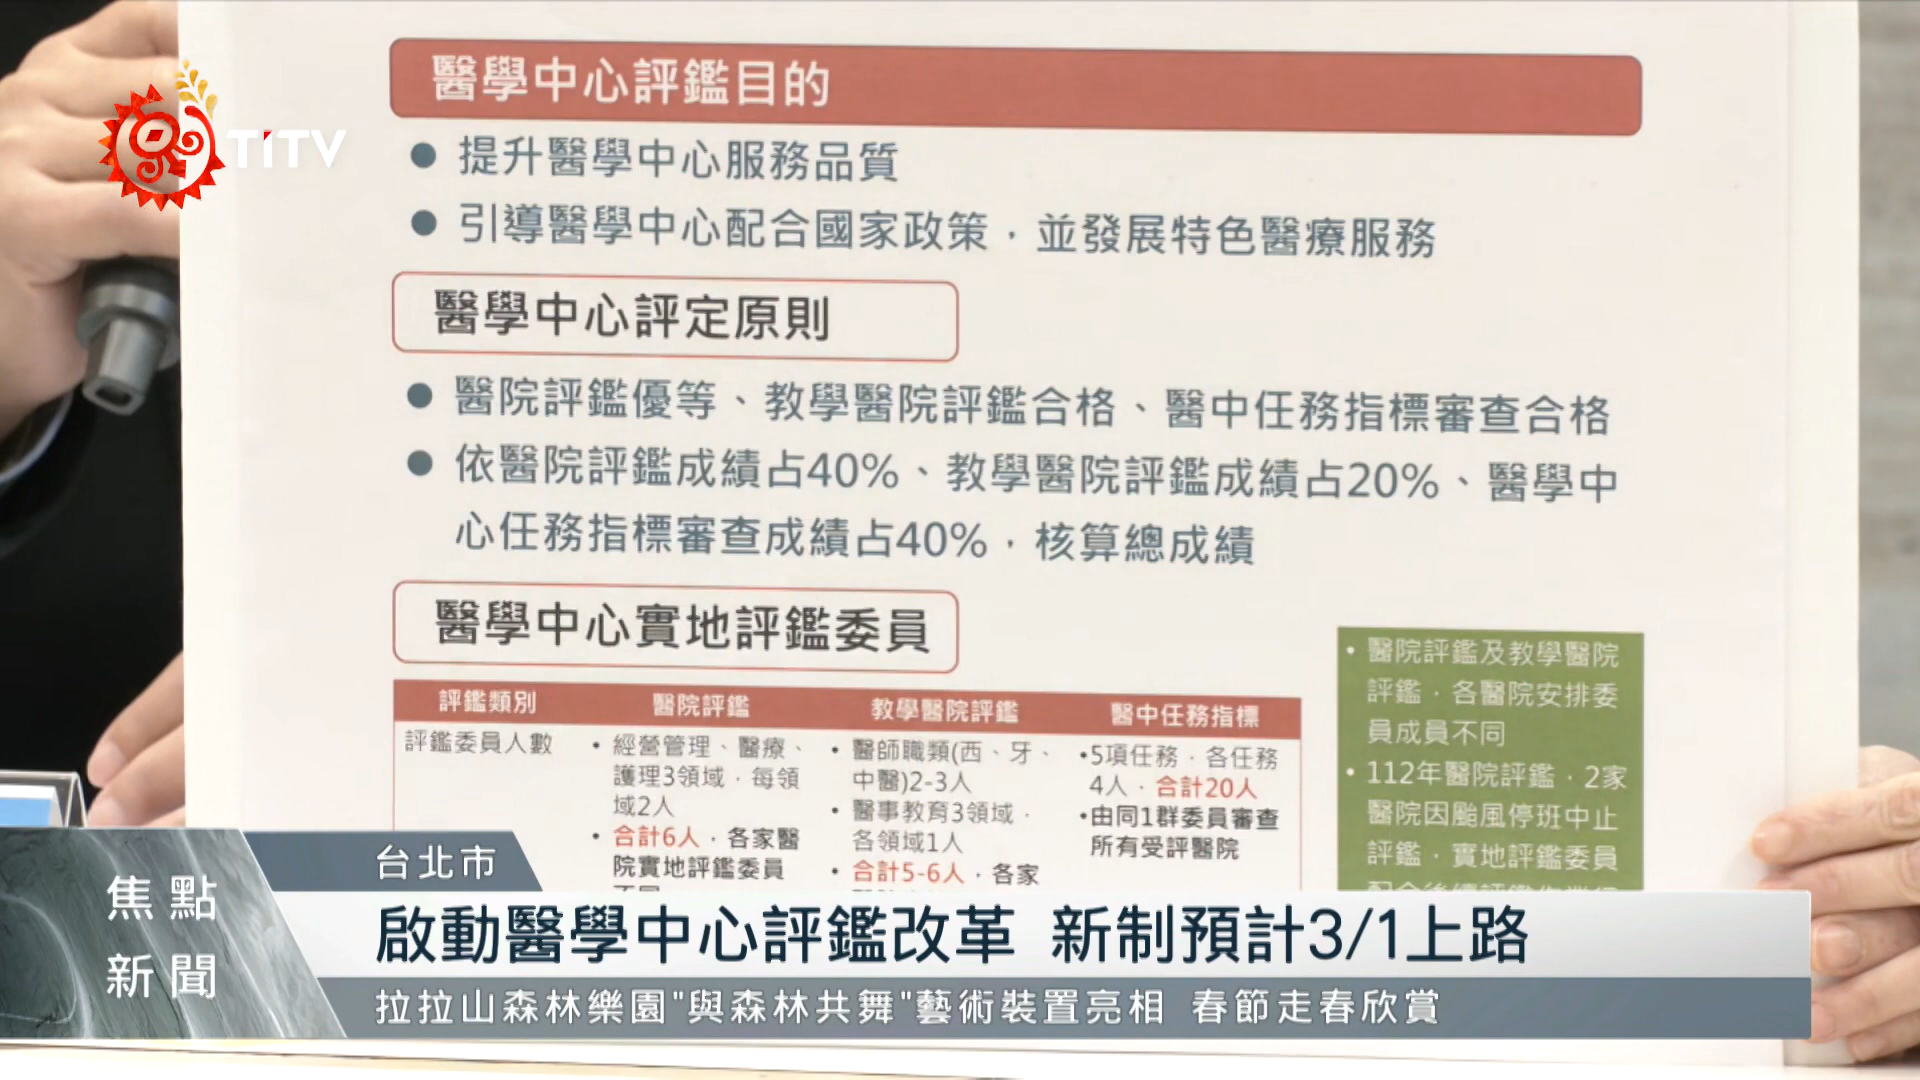 醫學中心評鑑目的
TiTV
● 提升醫學中心服務品質
● 引導醫學中心配合國家政策，並發展特色醫療服務
醫學中心評定原則
● 醫院評鑑優等、教學醫院評鑑合格、醫中任務指標審查合格
● 依醫院評鑑成績占40%、教學醫院評鑑成績占20%、醫學中
心任務指標審查成績占40%，核算總成績
醫學中心實地評鑑委員
評鑑類別 醫院評鑑 教學醫院評鑑 醫中任務指標
評鑑委員人數
• 經營管理、醫療、
護理3領域，每領
域2人
• 合計6人，各家醫
院實地評鑑委員
• 醫師職類(西、牙、
中醫)2-3人
• 醫事教育3領域，
各領域1人
• 合計5-6人，各家
•5項任務，各任務
4人，合計20人
•由同1群委員審查
所有受評醫院
• 醫院評鑑及教學醫院
評鑑，各醫院安排委
員成員不同
• 112年醫院評鑑，2家
醫院因颱風停班中止
評鑑，實地評鑑委員
台北市
焦點
新聞
啟動醫學中心評鑑改革 新制預計3/1上路
拉拉山森林樂園"與森林共舞"藝術裝置亮相 春節走春欣賞